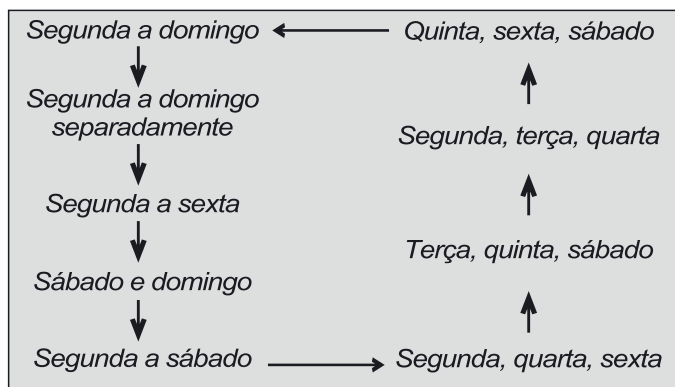 Segunda a domingo
Segunda a domingo
separadamente
Segunda a sexta
Sábado e domingo
Segunda a sábado
Segunda, quarta, sexta
Terça, quinta, sábado
Segunda, terça, quarta
Quinta, sexta, sábado